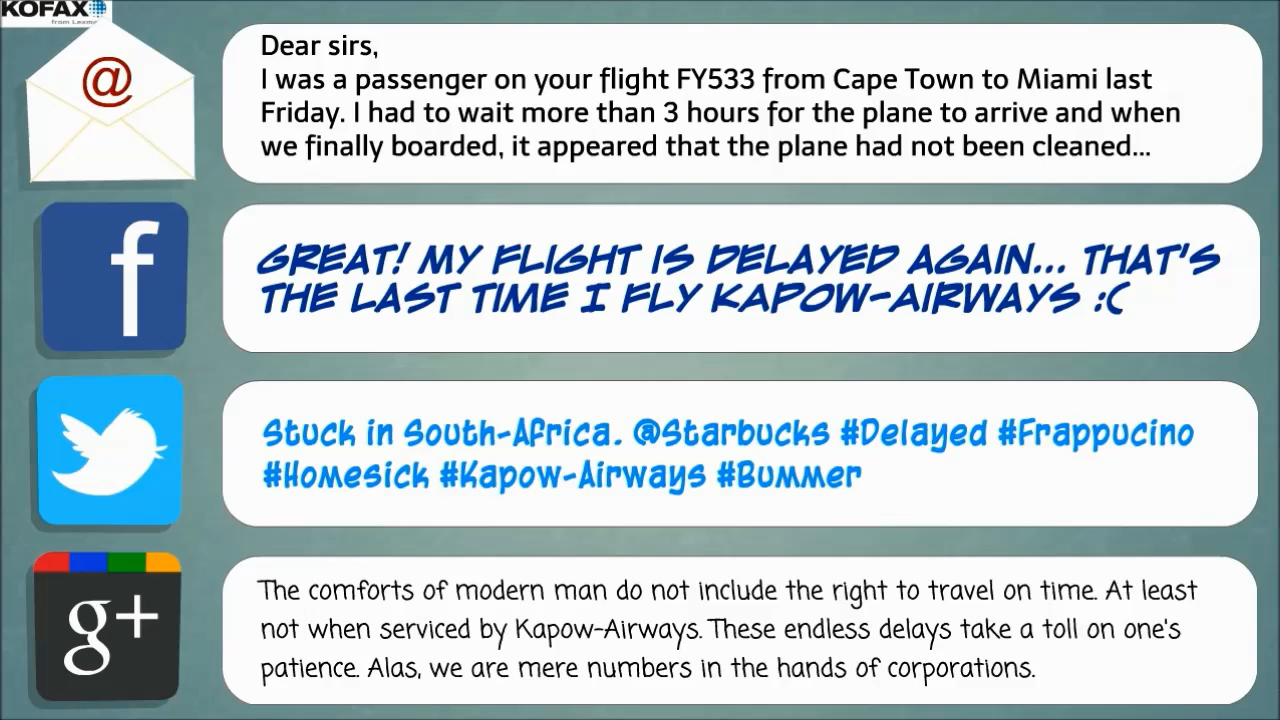 KOFAX
from Lexmark
@
Dear sirs,
I was a passenger on your flight FY533 from Cape Town to Miami last
Friday. I had to wait more than 3 hours for the plane to arrive and when
we finally boarded, it appeared that the plane had not been cleaned...
f
GREAT! MY FLIGHT IS DELAYED AGAIN... THAT'S
THE LAST TIME I FLY KAPOW-AIRWAYS :(
Stuck in South-Africa. @Starbucks #Delayed #Frappucino
#Homesick #Kapow-Airways #Bummer
g+
The comforts of modern man do not include the right to travel on time. At least
not when serviced by Kapow-Airways. These endless delays take a toll on one's
patience. Alas, we are mere numbers in the hands of corporations.